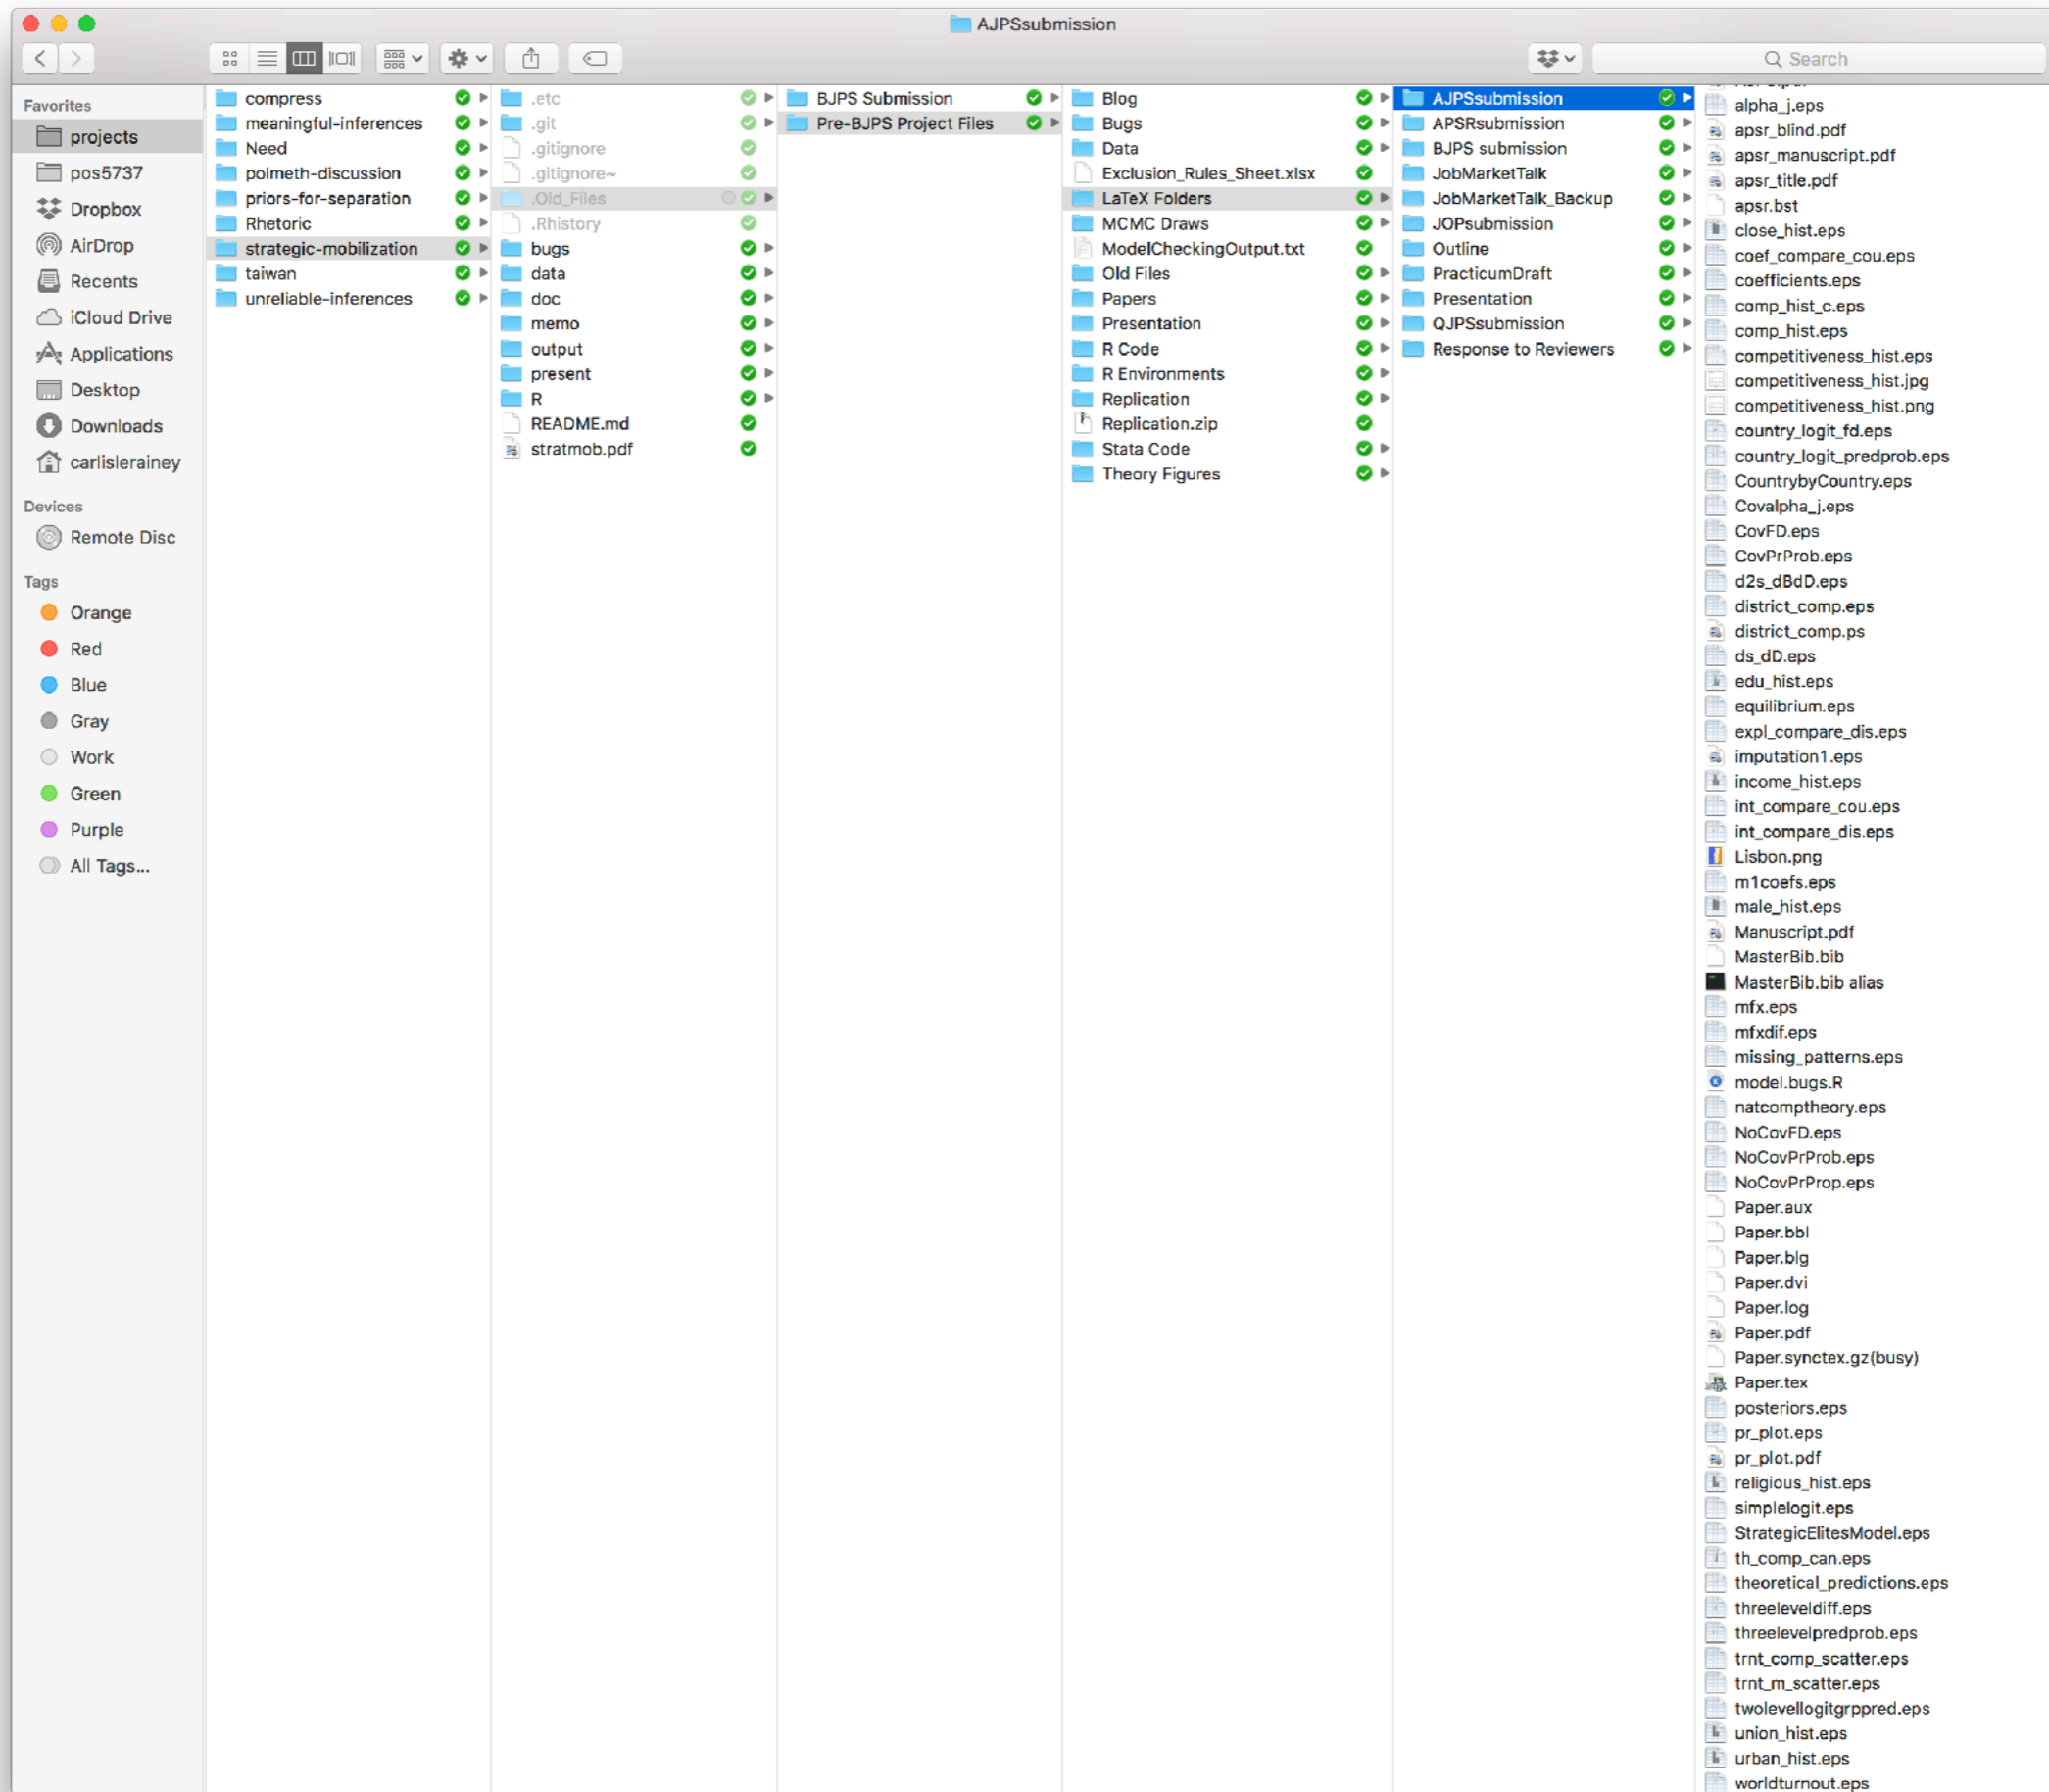 AJPSsubmission
Search
Favorites
projects
pos5737
Dropbox
AirDrop
Recents
iCloud Drive
Applications
Desktop
Downloads
carlislerainey
Devices
Remote Disc
Tags
Orange
Red
Blue
Gray
Work
Green
Purple
All Tags...
compress
meaningful-inferences
Need
polmeth-discussion
priors-for-separation
Rhetoric
strategic-mobilization
taiwan
unreliable-inferences
.etc
.git
.gitignore
.gitignore~
.Old_Files
.Rhistory
bugs
data
doc
memo
output
present
R
README.md
stratmob.pdf
BJPS Submission
Pre-BJPS Project Files
Blog
Bugs
Data
Exclusion_Rules_Sheet.xlsx
LaTeX Folders
MCMC Draws
ModelCheckingOutput.txt
Old Files
Papers
Presentation
R Code
R Environments
Replication
Replication.zip
Stata Code
Theory Figures
AJPSsubmission
APSRsubmission
BJPS submission
JobMarketTalk
JobMarketTalk_Backup
JOPsubmission
Outline
PracticumDraft
Presentation
QJPSsubmission
Response to Reviewers
alpha_j.eps
apsr_blind.pdf
apsr_manuscript.pdf
apsr_title.pdf
apsr.bst
close_hist.eps
coef_compare_cou.eps
coefficients.eps
comp_hist_c.eps
comp_hist.eps
competitiveness_hist.eps
competitiveness_hist.jpg
competitiveness_hist.png
country_logit_fd.eps
country_logit_predprob.eps
CountrybyCountry.eps
Covalpha_j.eps
CovFD.eps
CovPrProb.eps
d2s_dBdD.eps
district_comp.eps
district_comp.ps
ds_dD.eps
edu_hist.eps
equilibrium.eps
expl_compare_dis.eps
imputation1.eps
income_hist.eps
int_compare_cou.eps
int_compare_dis.eps
Lisbon.png
m1coefs.eps
male_hist.eps
Manuscript.pdf
MasterBib.bib
MasterBib.bib alias
mfx.eps
mfxdif.eps
missing_patterns.eps
model.bugs.R
natcomptheory.eps
NoCovFD.eps
NoCovPrProb.eps
NoCovPrProp.eps
Paper.aux
Paper.bbl
Paper.blg
Paper.dvi
Paper.log
Paper.pdf
Paper.synctex.gz(busy)
Paper.tex
posteriors.eps
pr_plot.eps
pr_plot.pdf
religious_hist.eps
simplelogit.eps
StrategicElitesModel.eps
th_comp_can.eps
theoretical_predictions.eps
threeleveldiff.eps
threelevelpredprob.eps
trnt_comp_scatter.eps
trnt_m_scatter.eps
twolevellogitgrppred.eps
union_hist.eps
urban_hist.eps
worldturnout.eps